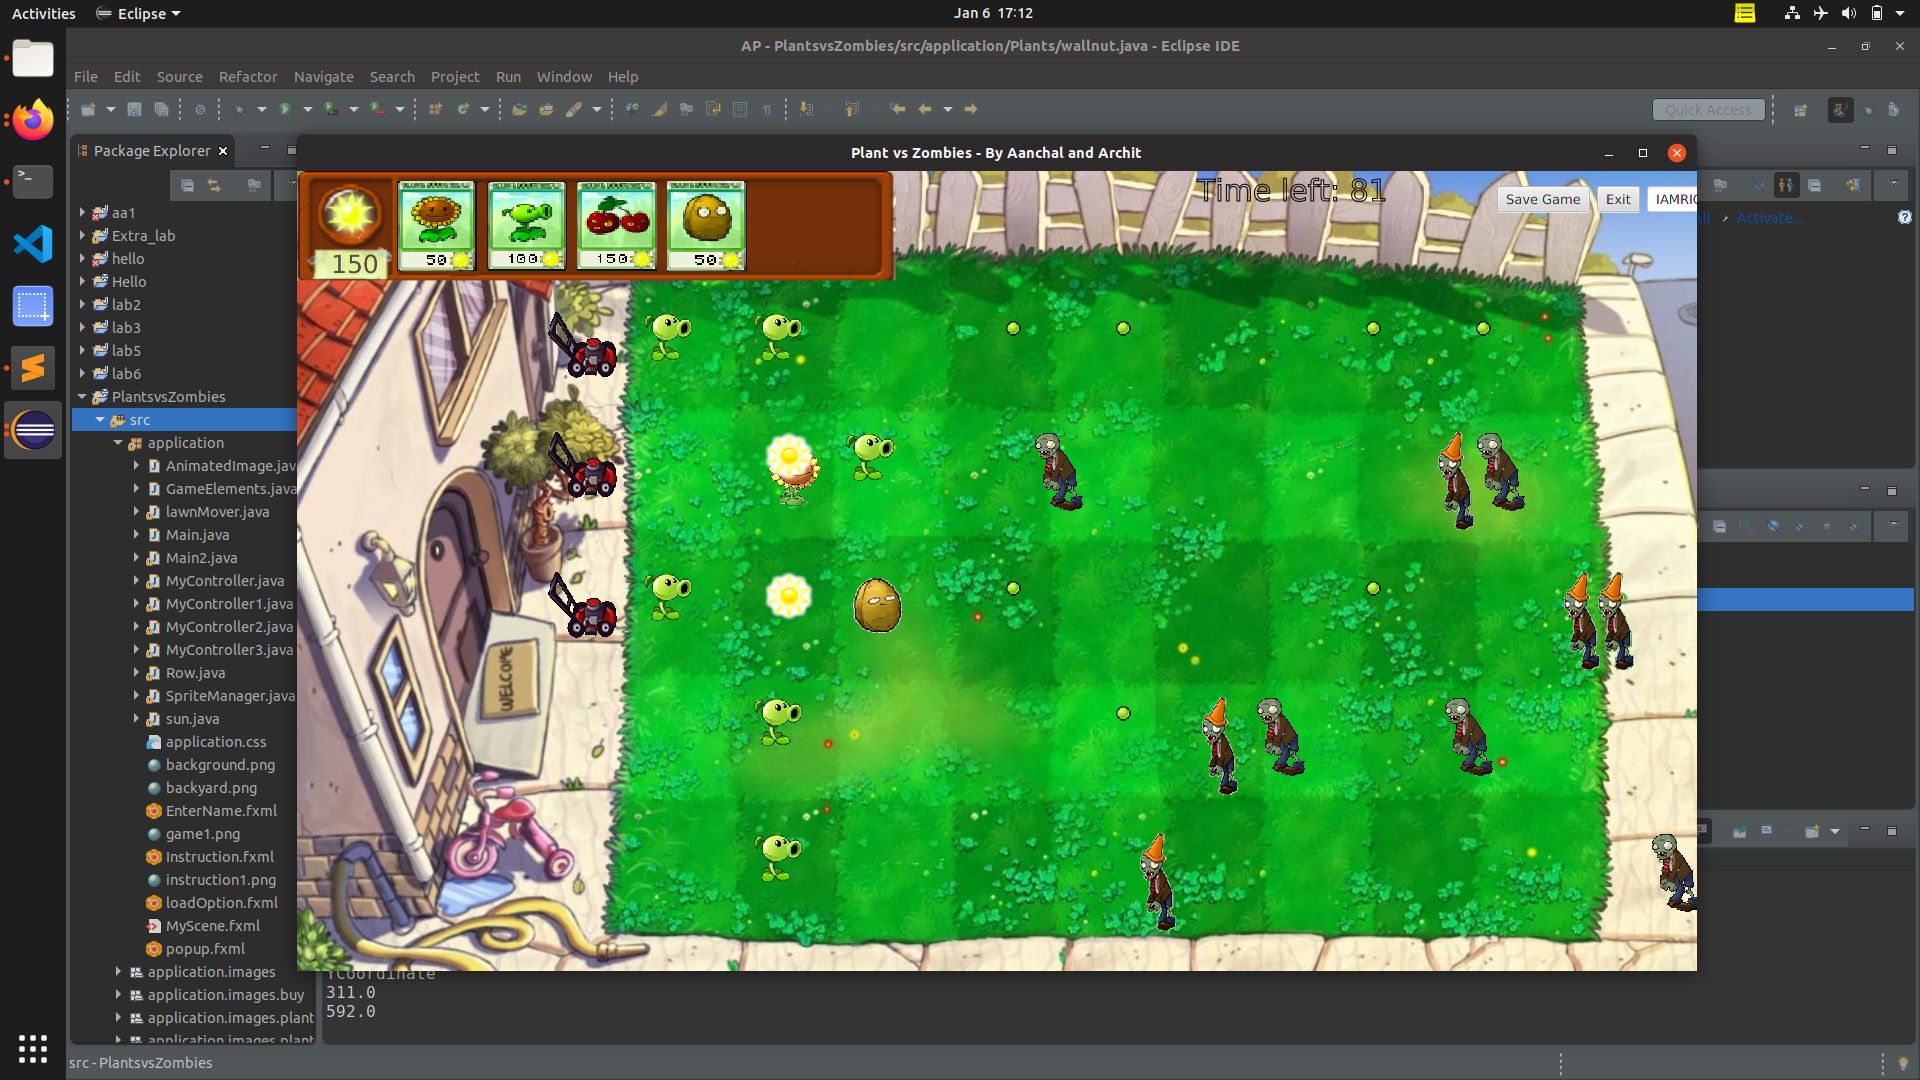 Activities
Eclipse
Jan 6 17:12
AP - PlantsvsZombies/src/application/Plants/wallnut.java - Eclipse IDE
File Edit Source Refactor Navigate Search Project Run Window Help
Quick Access
Package Explorer
Plant vs Zombies - By Aanchal and Archit
Time left: 81
Save Game
Exit
IAMRIC
150
50
100
150
50
All
Activate...
aa1
Extra_lab
hello
Hello
lab2
lab3
lab5
lab6
PlantsvsZombies
src
application
AnimatedImage.jav
GameElements.java
lawnMover.java
Main.java
Main2.java
MyController.java
MyController1.java
MyController2.java
MyController3.java
Row.java
SpriteManager.java
sun.java
application.css
background.png
backyard.png
EnterName.fxml
game1.png
Instruction.fxml
instruction1.png
loadOption.fxml
MyScene.fxml
popup.fxml
application.images
application.images.buy
application.images.plant
application.images.plant
WELCOME
YCoordinate
311.0
592.0
src - PlantsvsZombies